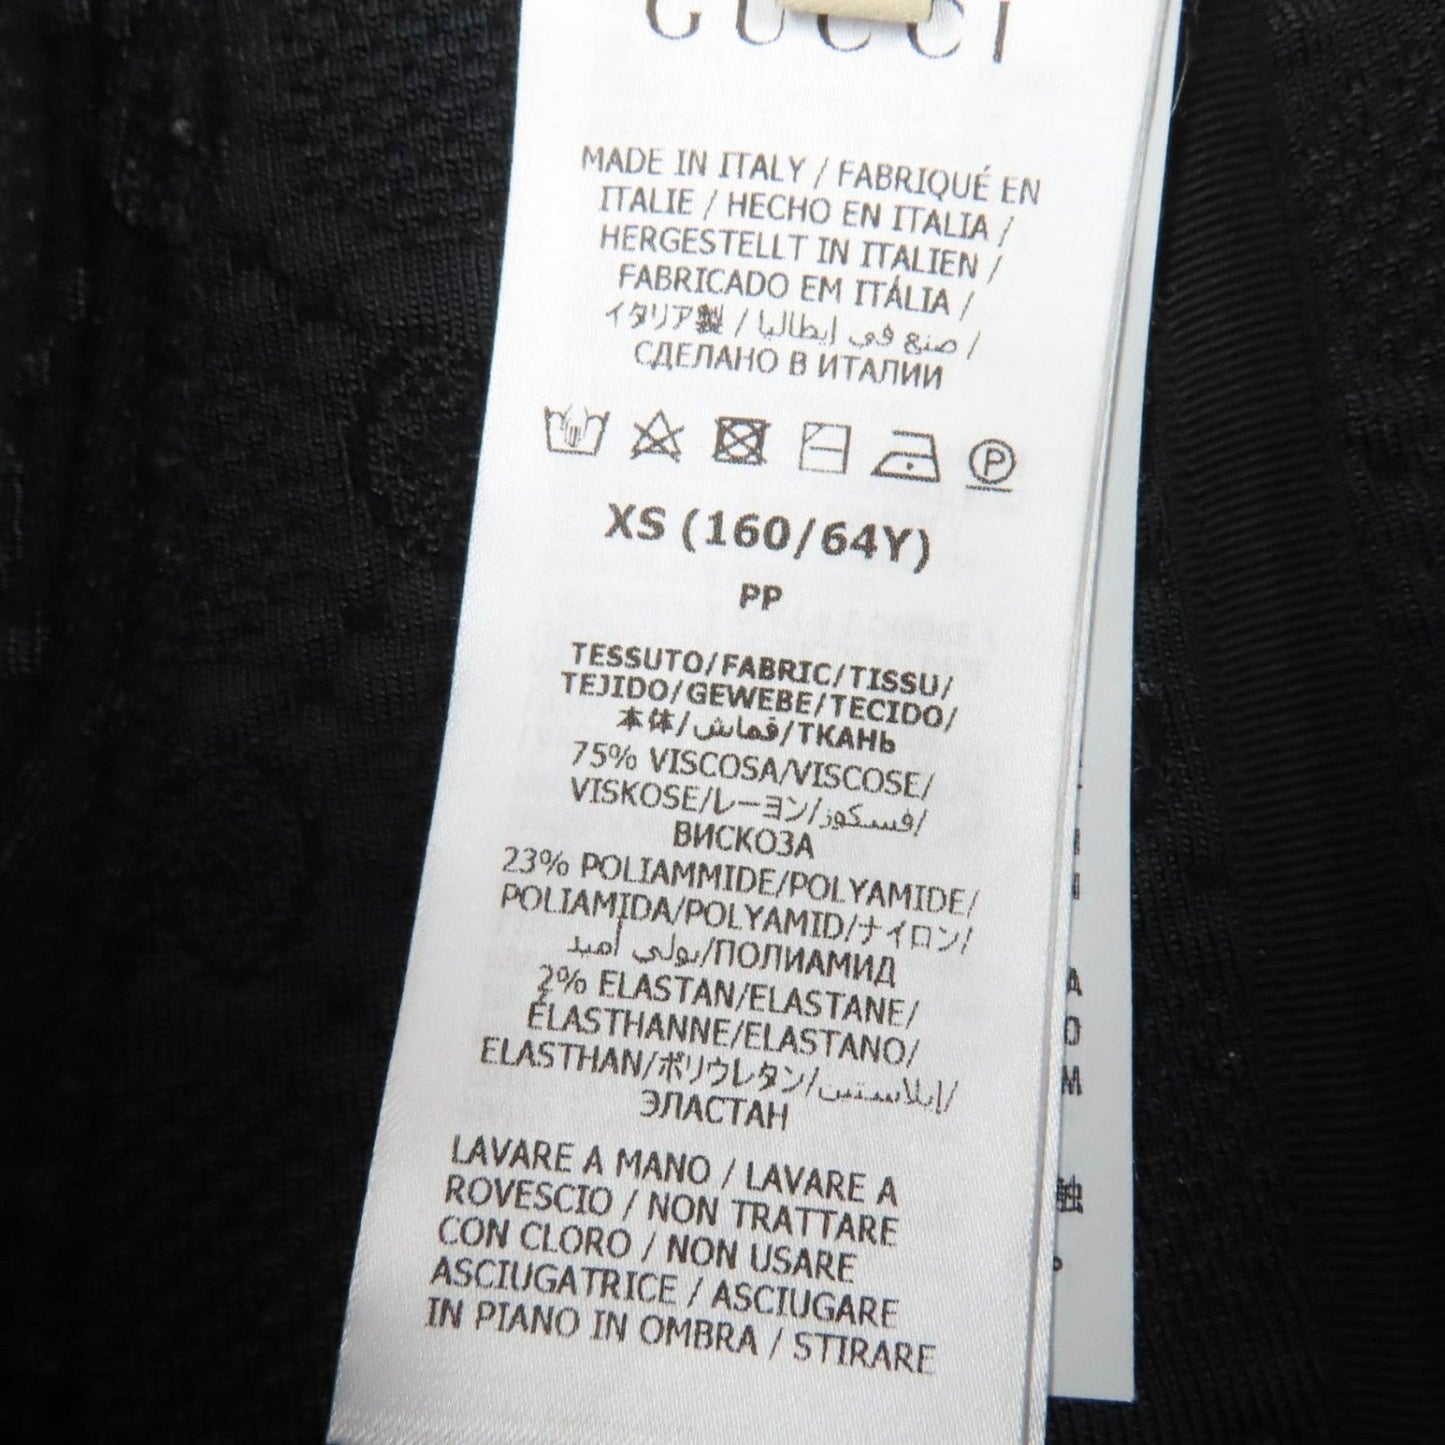 GUCCI
MADE IN ITALY / FABRIQUÉ EN
ITALIE / HECHO EN ITALIA /
HERGESTELLT IN ITALIEN /
FABRICADO EM ITÁLIA /
イタリア製 / صنع في إيطاليا /
СДЕЛАНО В ИТАЛИИ
P
XS (160/64Y)
PP
TESSUTO/FABRIC/TISSU/
TEJIDO/GEWEBE/TECIDO/
本体/قماش/ТКАНЬ
75% VISCOSA/VISCOSE/
VISKOSE/レーヨン/فسكوز/
ВИСКОЗА
23% POLIAMMIDE/POLYAMIDE/
POLIAMIDA/POLYAMID/ナイロン/
بولي أميد/ПОЛИАМИД
2% ELASTAN/ELASTANE/
ÉLASTHANNE/ELASTANO/
ELASTHAN/ポリウレタン/إيلاستين/
ЭЛАСТАН
LAVARE A MANO / LAVARE A
ROVESCIO / NON TRATTARE
CON CLORO / NON USARE
ASCIUGATRICE / ASCIUGARE
IN PIANO IN OMBRA / STIRARE